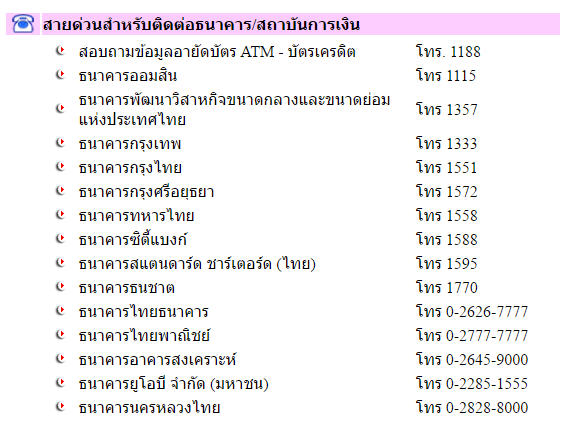 สายด่วนสำหรับติดต่อธนาคาร/สถาบันการเงิน
สอบถามข้อมูลอายัดบัตร ATM - บัตรเครดิต โทร. 1188
ธนาคารออมสิน โทร 1115
ธนาคารพัฒนาวิสาหกิจขนาดกลางและขนาดย่อม
แห่งประเทศไทย โทร 1357
ธนาคารกรุงเทพ โทร 1333
ธนาคารกรุงไทย โทร 1551
ธนาคารกรุงศรีอยุธยา โทร 1572
ธนาคารทหารไทย โทร 1558
ธนาคารซิตี้แบงก์ โทร 1588
ธนาคารสแตนดาร์ด ชาร์เตอร์ด (ไทย) โทร 1595
ธนาคารธนชาต โทร 1770
ธนาคารไทยธนาคาร โทร 0-2626-7777
ธนาคารไทยพาณิชย์ โทร 0-2777-7777
ธนาคารอาคารสงเคราะห์ โทร 0-2645-9000
ธนาคารยูโอบี จำกัด (มหาชน) โทร 0-2285-1555
ธนาคารนครหลวงไทย โทร 0-2828-8000